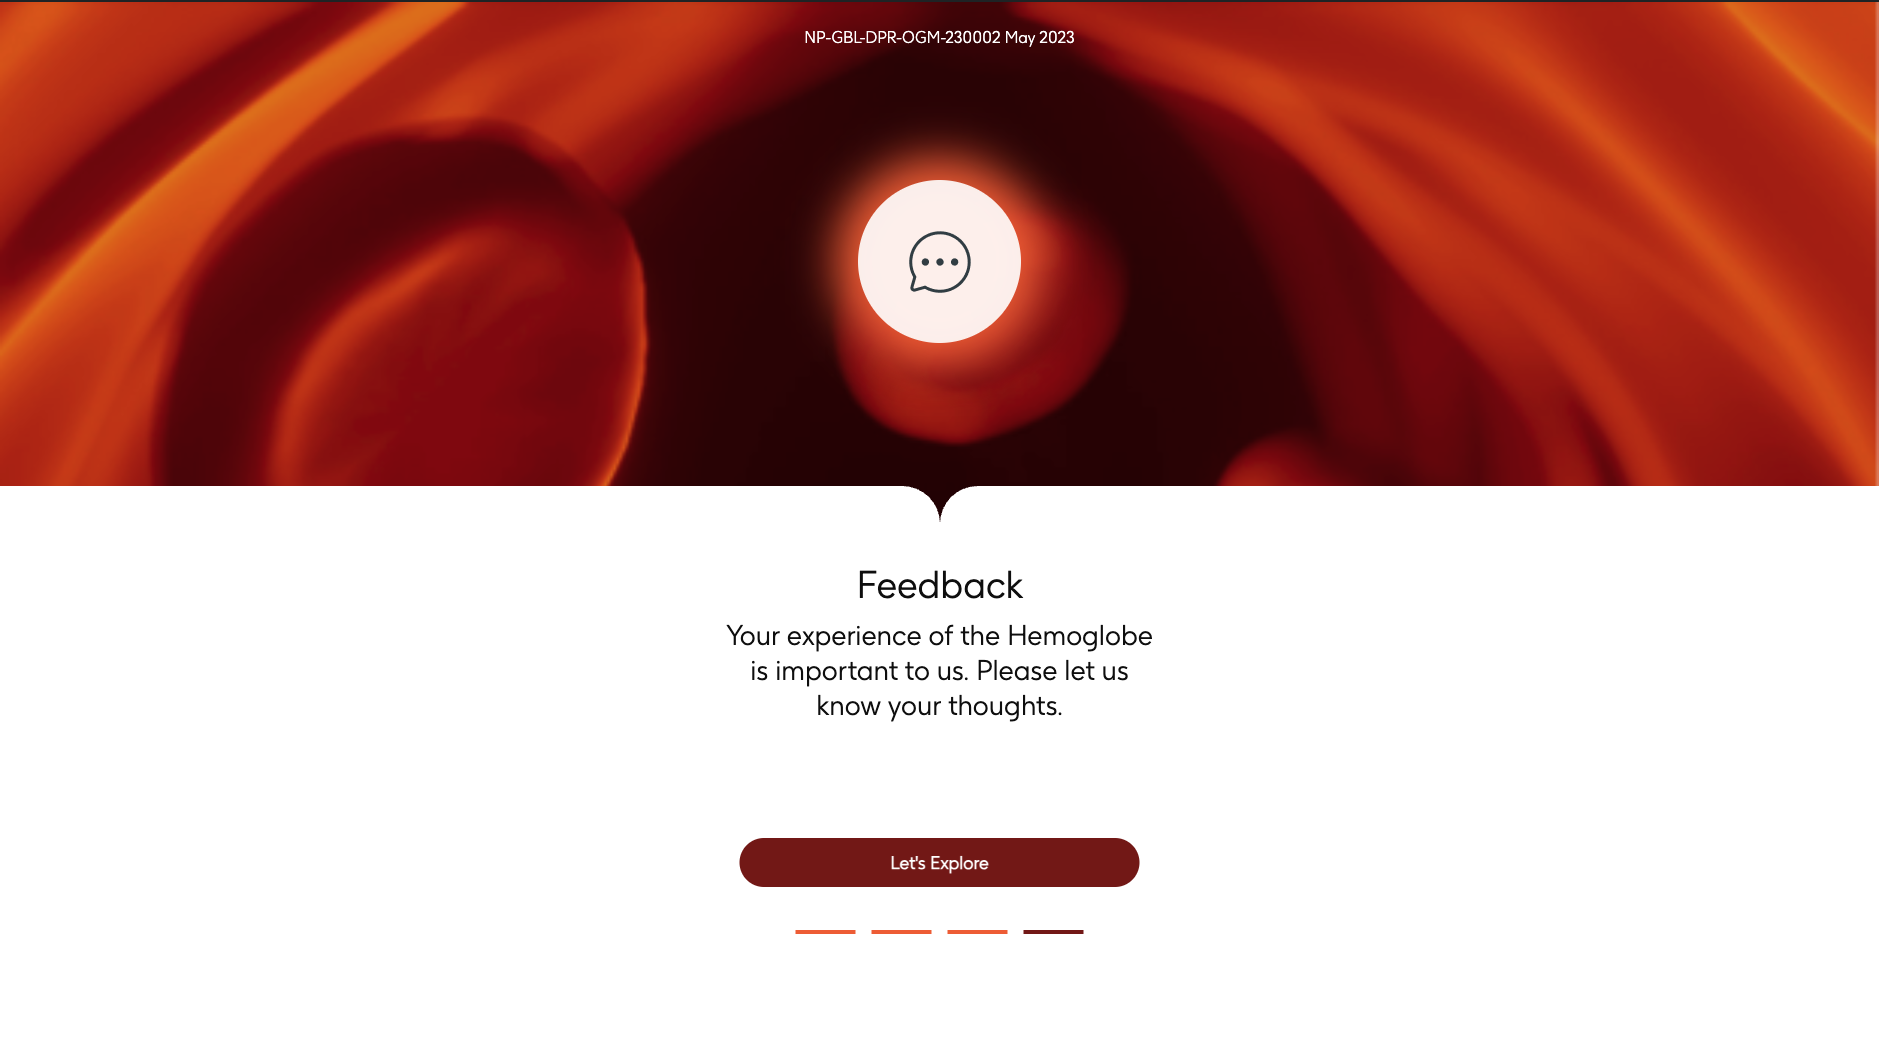 NP-GBL-DPR-OGM-230002 May 2023
Feedback
Your experience of the Hemoglobe
is important to us. Please let us
know your thoughts.
Let's Explore